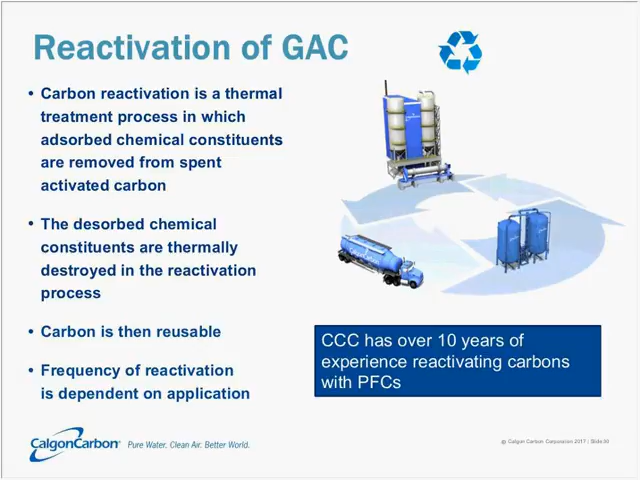 Reactivation of GAC
• Carbon reactivation is a thermal
treatment process in which
adsorbed chemical constituents
are removed from spent
activated carbon
• The desorbed chemical
constituents are thermally
destroyed in the reactivation
process
• Carbon is then reusable
• Frequency of reactivation
is dependent on application
CalgonCarbon
CCC has over 10 years of
experience reactivating carbons
with PFCs
CalgonCarbon® Pure Water. Clean Air. Better World.
© Calgon Carbon Corporation 2017 | Slide 39